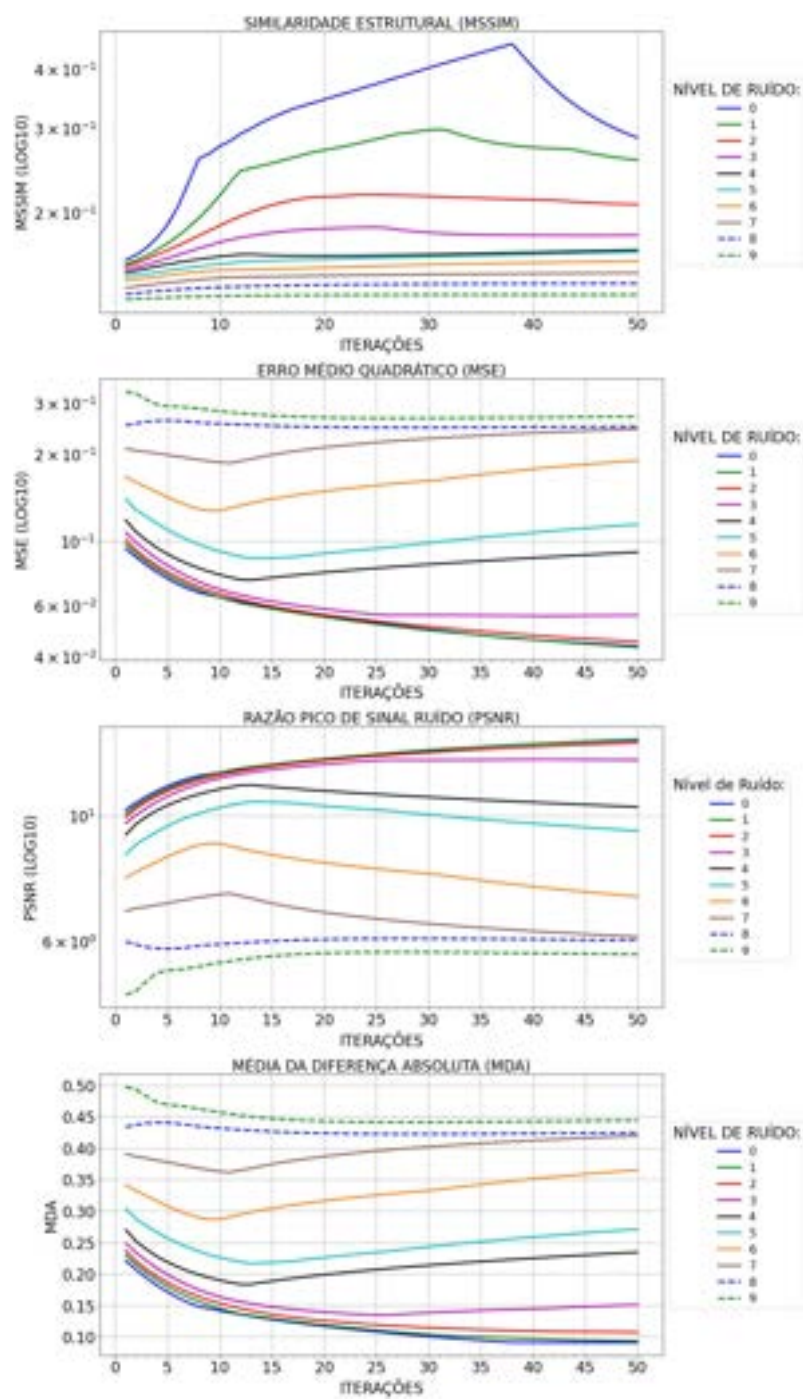 SIMILARIDADE ESTRUTURAL (MSSIM)
MSSIM (LOG10)
4 × 10⁻¹
3 × 10⁻¹
2 × 10⁻¹
0 5 10 15 20 25 30 35 40 45 50
ITERAÇÕES
NÍVEL DE RUÍDO:
0
1
2
3
4
5
6
7
8
9
ERRO MÉDIO QUADRÁTICO (MSE)
MSE (LOG10)
3 × 10⁻¹
2 × 10⁻¹
10⁻¹
6 × 10⁻²
4 × 10⁻²
0 5 10 15 20 25 30 35 40 45 50
ITERAÇÕES
NÍVEL DE RUÍDO:
0
1
2
3
4
5
6
7
8
9
RAZÃO PICO DE SINAL RUÍDO (PSNR)
PSNR (LOG10)
10¹
6 × 10⁰
0 5 10 15 20 25 30 35 40 45 50
ITERAÇÕES
Nível de Ruído:
0
1
2
3
4
5
6
7
8
9
MÉDIA DA DIFERENÇA ABSOLUTA (MDA)
MDA
0.50
0.45
0.40
0.35
0.30
0.25
0.20
0.15
0.10
0 5 10 15 20 25 30 35 40 45 50
ITERAÇÕES
NÍVEL DE RUÍDO:
0
1
2
3
4
5
6
7
8
9